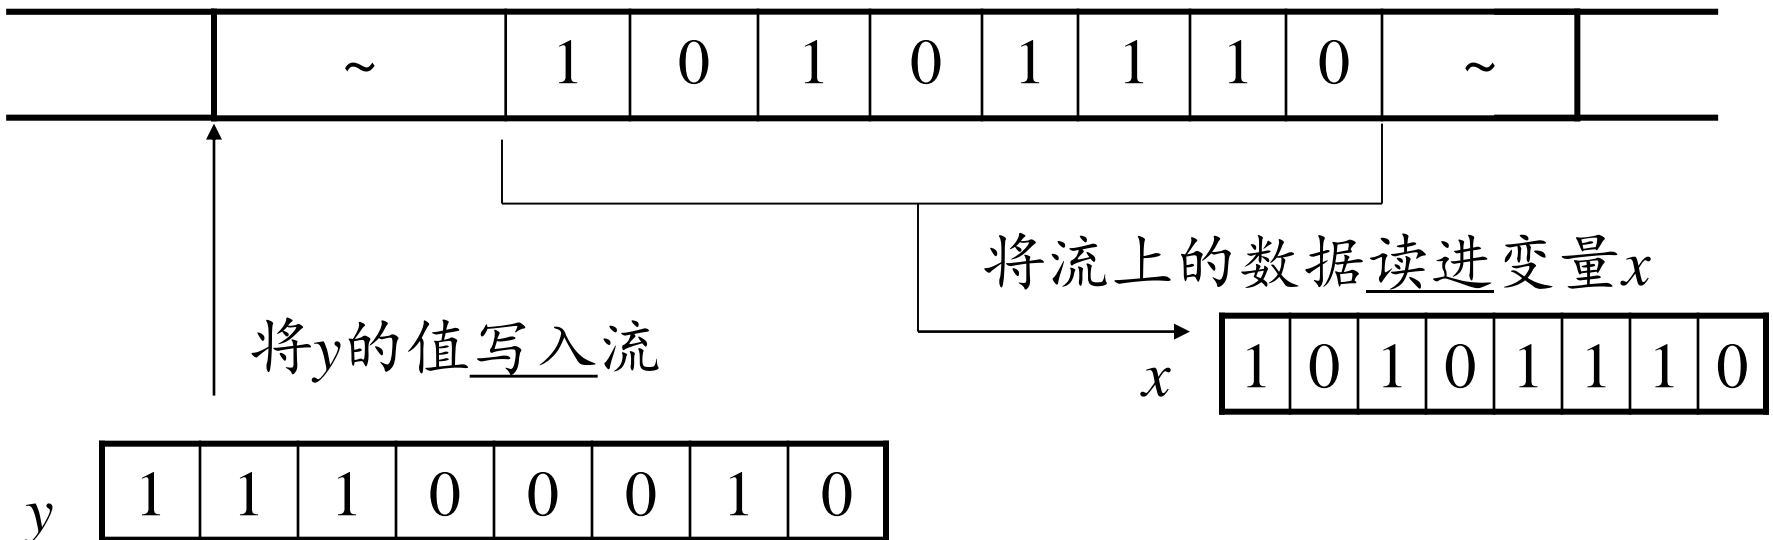 ~ 1 0 1 0 1 1 1 0 ~
将流上的数据读进变量x
将y的值写入流
x 1 0 1 0 1 1 1 0
y 1 1 1 0 0 0 1 0